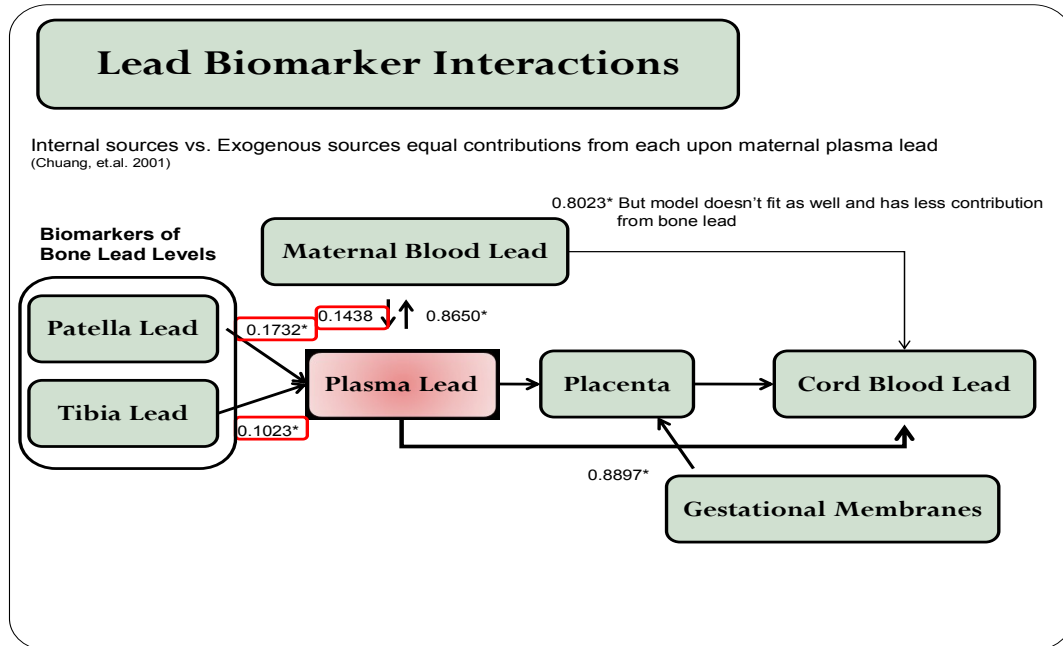 Lead Biomarker Interactions
Internal sources vs. Exogenous sources equal contributions from each upon maternal plasma lead
(Chuang, et.al. 2001)
0.8023* But model doesn't fit as well and has less contribution
from bone lead
Biomarkers of
Bone Lead Levels
Maternal Blood Lead
Patella Lead
0.1732*
0.1438
0.8650*
Plasma Lead
Placenta
Cord Blood Lead
Tibia Lead
0.1023*
0.8897*
Gestational Membranes